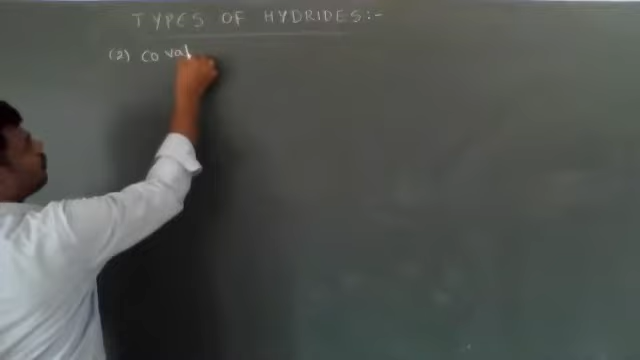 TYPES OF HYDRIDES:-
(2) Coval